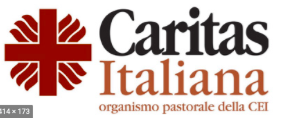 Caritas
Italiana
organismo pastorale della CEI
414 × 173